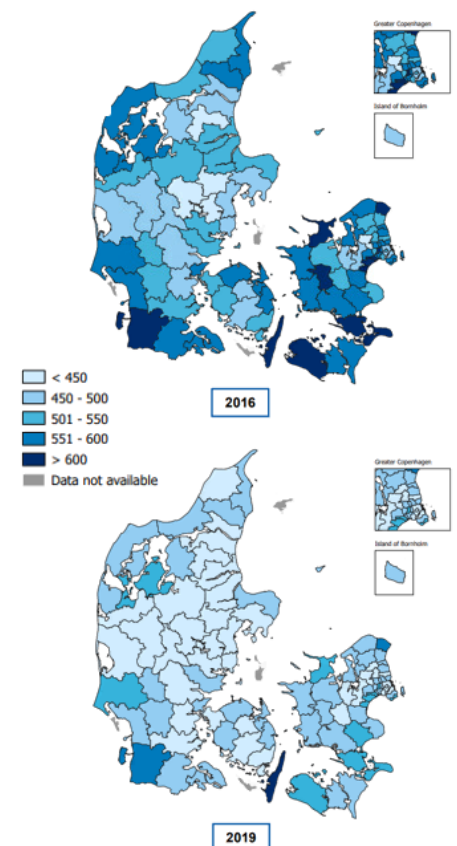 Greater Copenhagen
Island of Bornholm
< 450
450 - 500
501 - 550
551 - 600
> 600
Data not available
2016
Greater Copenhagen
Island of Bornholm
2019